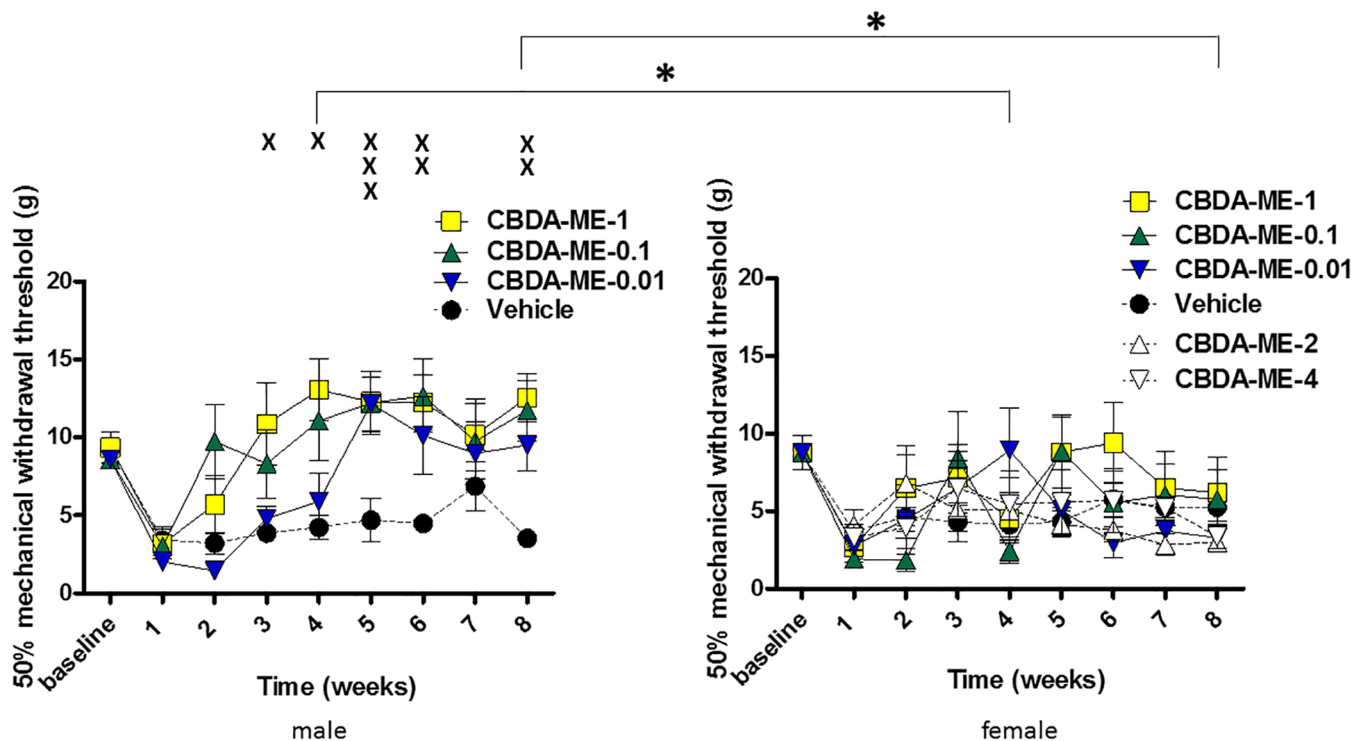 *
*
X X X X X
X X X
X
50% mechanical withdrawal threshold (g)
CBDA-ME-1
CBDA-ME-0.1
CBDA-ME-0.01
Vehicle
20
15
10
5
0
baseline 1 2 3 4 5 6 7 8
Time (weeks)
male
50% mechanical withdrawal threshold (g)
CBDA-ME-1
CBDA-ME-0.1
CBDA-ME-0.01
Vehicle
CBDA-ME-2
CBDA-ME-4
20
15
10
5
0
baseline 1 2 3 4 5 6 7 8
Time (weeks)
female